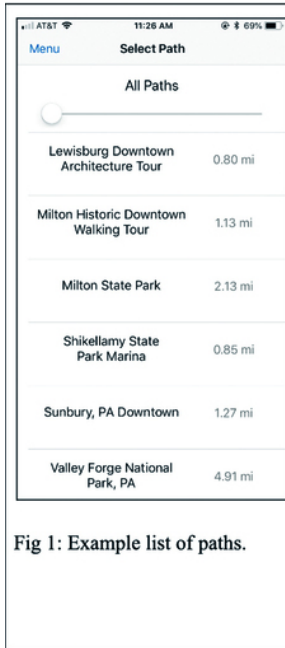 AT&T 11:26 AM 69%
Menu Select Path
All Paths
Lewisburg Downtown
Architecture Tour 0.80 mi
Milton Historic Downtown
Walking Tour 1.13 mi
Milton State Park 2.13 mi
Shikellamy State
Park Marina 0.85 mi
Sunbury, PA Downtown 1.27 mi
Valley Forge National
Park, PA 4.91 mi
Fig 1: Example list of paths.